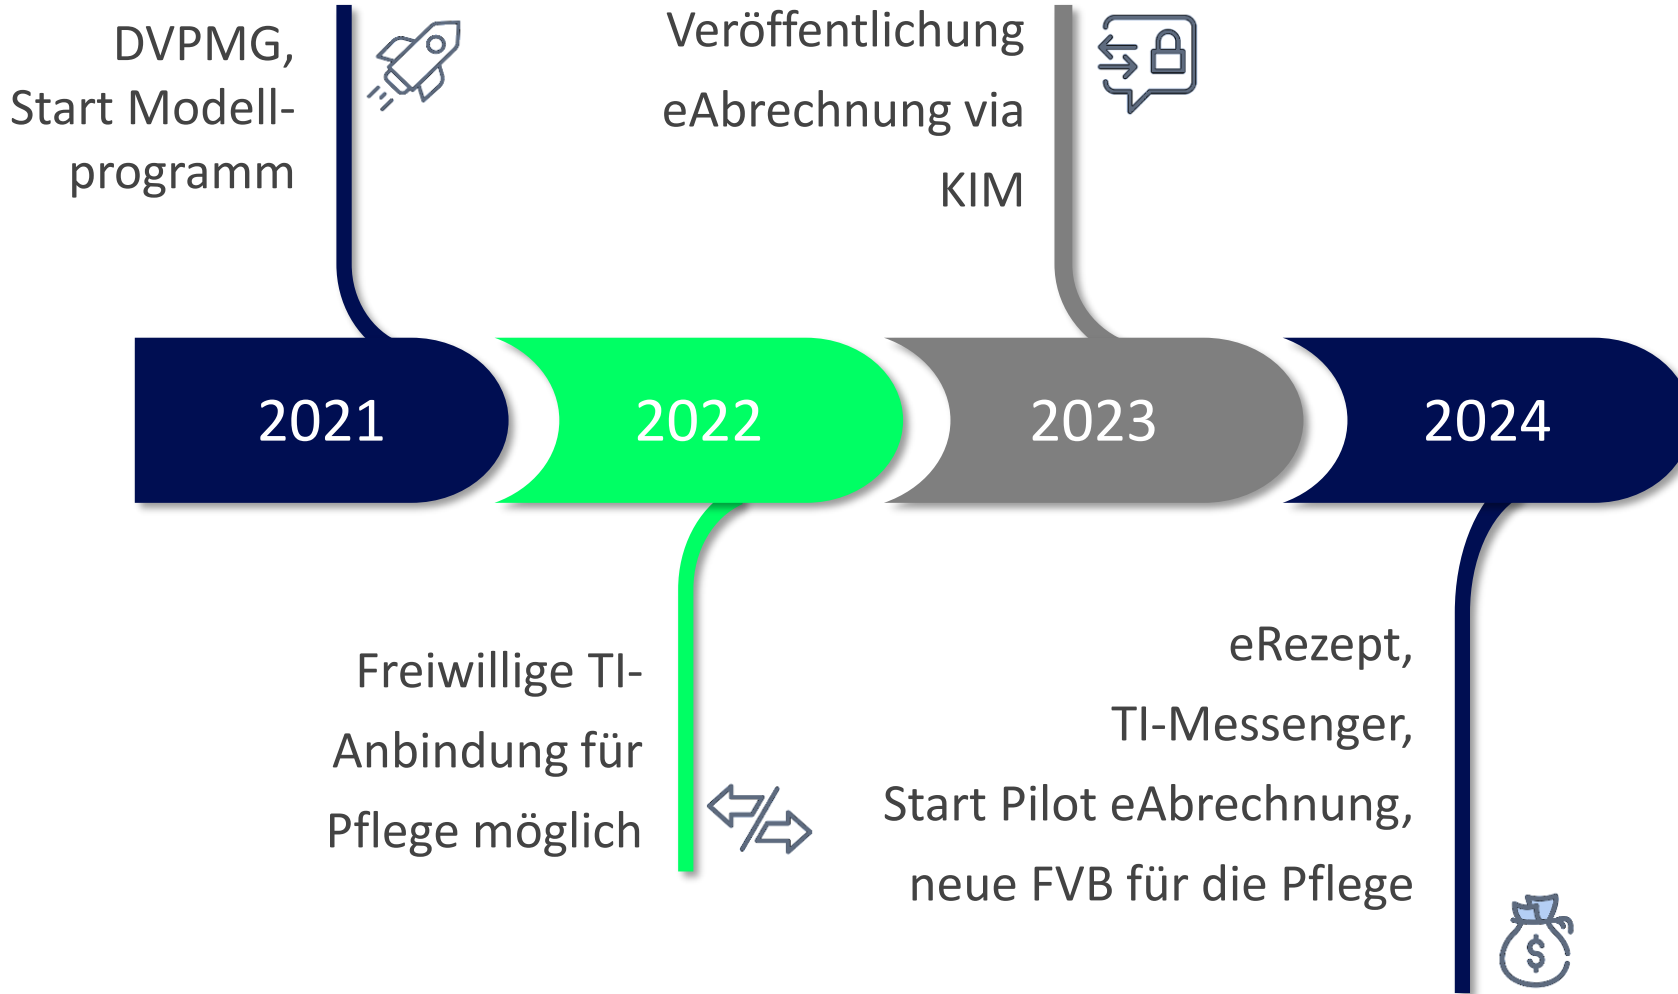 DVPMG,
Start Modell-
programm
Veröffentlichung
eAbrechnung via
KIM
2021
2022
2023
2024
Freiwillige TI-
Anbindung für
Pflege möglich
eRezept,
TI-Messenger,
Start Pilot eAbrechnung,
neue FVB für die Pflege
$